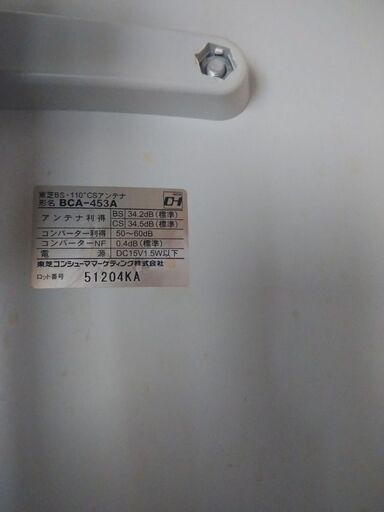 東芝BS・110°CSアンテナ
形名 BCA-453A
アンテナ利得 BS 34.2dB(標準)
CS 34.5dB(標準)
コンバーター利得 50～60dB
コンバーターNF 0.4dB(標準)
電源 DC15V1.5W以下
東芝コンシューママーケティング株式会社
ロット番号 51204KA